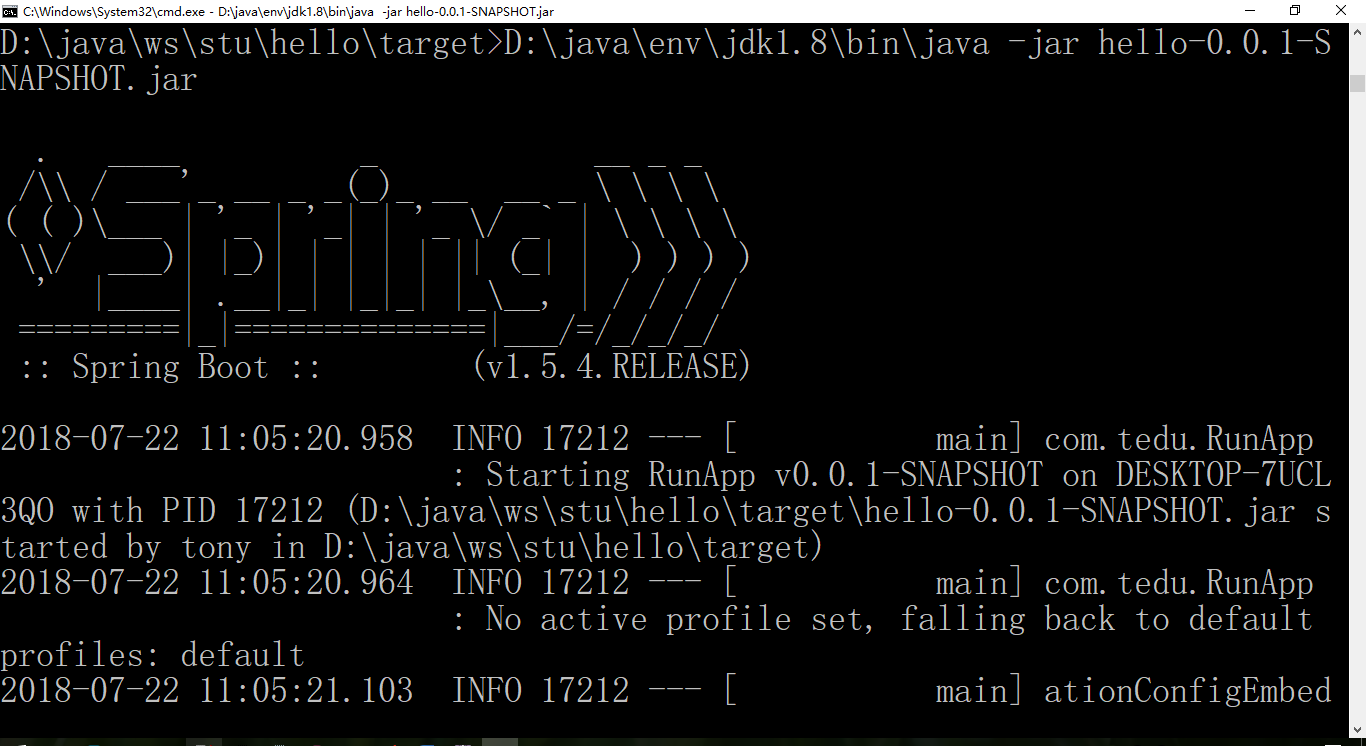 C:\Windows\System32\cmd.exe - D:\java\env\jdk1.8\bin\java  -jar hello-0.0.1-SNAPSHOT.jar
D:\java\ws\stu\hello\target>D:\java\env\jdk1.8\bin\java -jar hello-0.0.1-S
NAPSHOT.jar
Spring
:: Spring Boot ::        (v1.5.4.RELEASE)
2018-07-22 11:05:20.958  INFO 17212 --- [           main] com.tedu.RunApp
: Starting RunApp v0.0.1-SNAPSHOT on DESKTOP-7UCL
3QO with PID 17212 (D:\java\ws\stu\hello\target\hello-0.0.1-SNAPSHOT.jar s
tarted by tony in D:\java\ws\stu\hello\target)
2018-07-22 11:05:20.964  INFO 17212 --- [           main] com.tedu.RunApp
: No active profile set, falling back to default
profiles: default
2018-07-22 11:05:21.103  INFO 17212 --- [           main] ationConfigEmbed